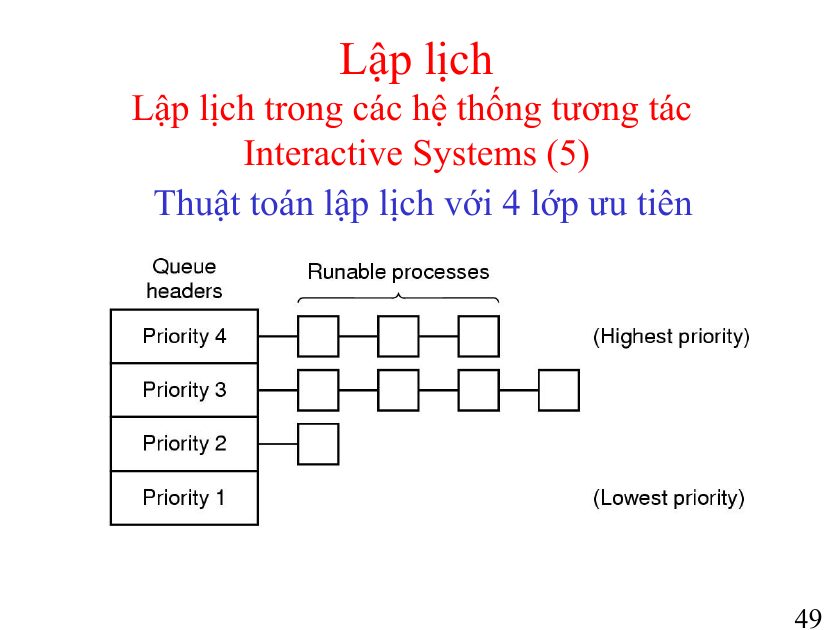 Lập lịch
Lập lịch trong các hệ thống tương tác
Interactive Systems (5)
Thuật toán lập lịch với 4 lớp ưu tiên
Queue
headers
Runable processes
Priority 4
(Highest priority)
Priority 3
Priority 2
Priority 1
(Lowest priority)
49